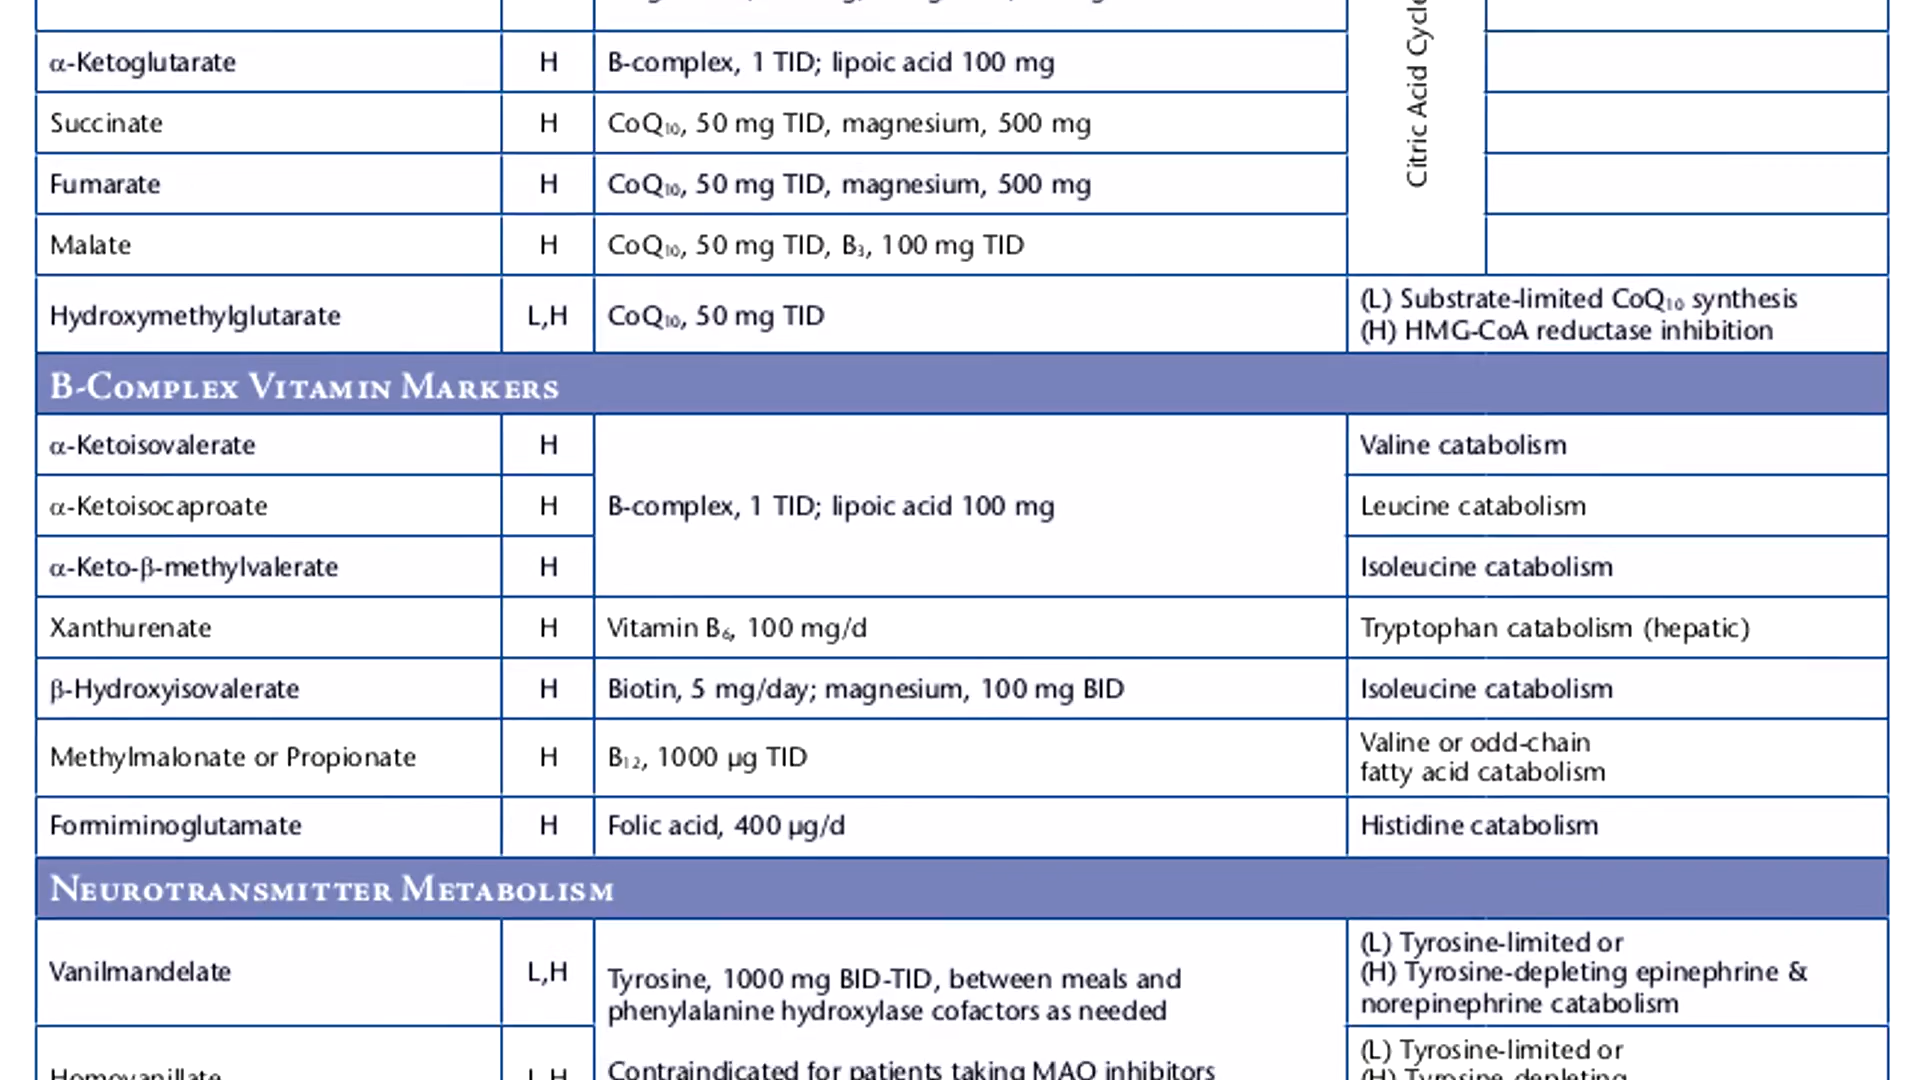 Citric Acid Cycle
α-Ketoglutarate H B-complex, 1 TID; lipoic acid 100 mg
Succinate H CoQ₁₀, 50 mg TID, magnesium, 500 mg
Fumarate H CoQ₁₀, 50 mg TID, magnesium, 500 mg
Malate H CoQ₁₀, 50 mg TID, B₃, 100 mg TID
Hydroxymethylglutarate L,H CoQ₁₀, 50 mg TID
(L) Substrate-limited CoQ₁₀ synthesis
(H) HMG-CoA reductase inhibition
B-Complex Vitamin Markers
α-Ketoisovalerate H Valine catabolism
α-Ketoisocaproate H B-complex, 1 TID; lipoic acid 100 mg Leucine catabolism
α-Keto-β-methylvalerate H Isoleucine catabolism
Xanthurenate H Vitamin B₆, 100 mg/d Tryptophan catabolism (hepatic)
β-Hydroxyisovalerate H Biotin, 5 mg/day; magnesium, 100 mg BID Isoleucine catabolism
Methylmalonate or Propionate H B₁₂, 1000 µg TID
Valine or odd-chain
fatty acid catabolism
Formiminoglutamate H Folic acid, 400 µg/d Histidine catabolism
Neurotransmitter Metabolism
Vanilmandelate L,H
Tyrosine, 1000 mg BID-TID, between meals and
phenylalanine hydroxylase cofactors as needed
(L) Tyrosine-limited or
(H) Tyrosine-depleting epinephrine &
norepinephrine catabolism
Homovanillate L,H
Contraindicated for patients taking MAO inhibitors
(L) Tyrosine-limited or
(H) Tyrosine-depleting